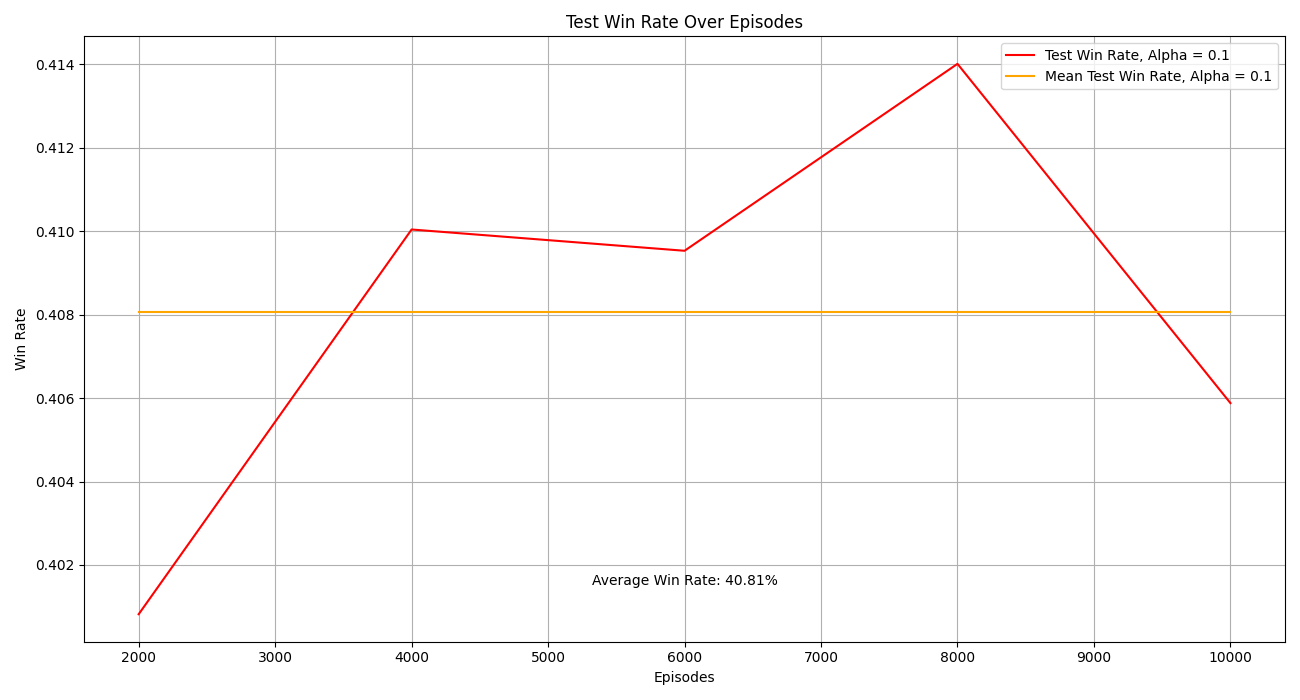 Test Win Rate Over Episodes
Test Win Rate, Alpha = 0.1
Mean Test Win Rate, Alpha = 0.1
0.414
0.412
0.410
0.408
0.406
0.404
0.402
Win Rate
Average Win Rate: 40.81%
2000 3000 4000 5000 6000 7000 8000 9000 10000
Episodes